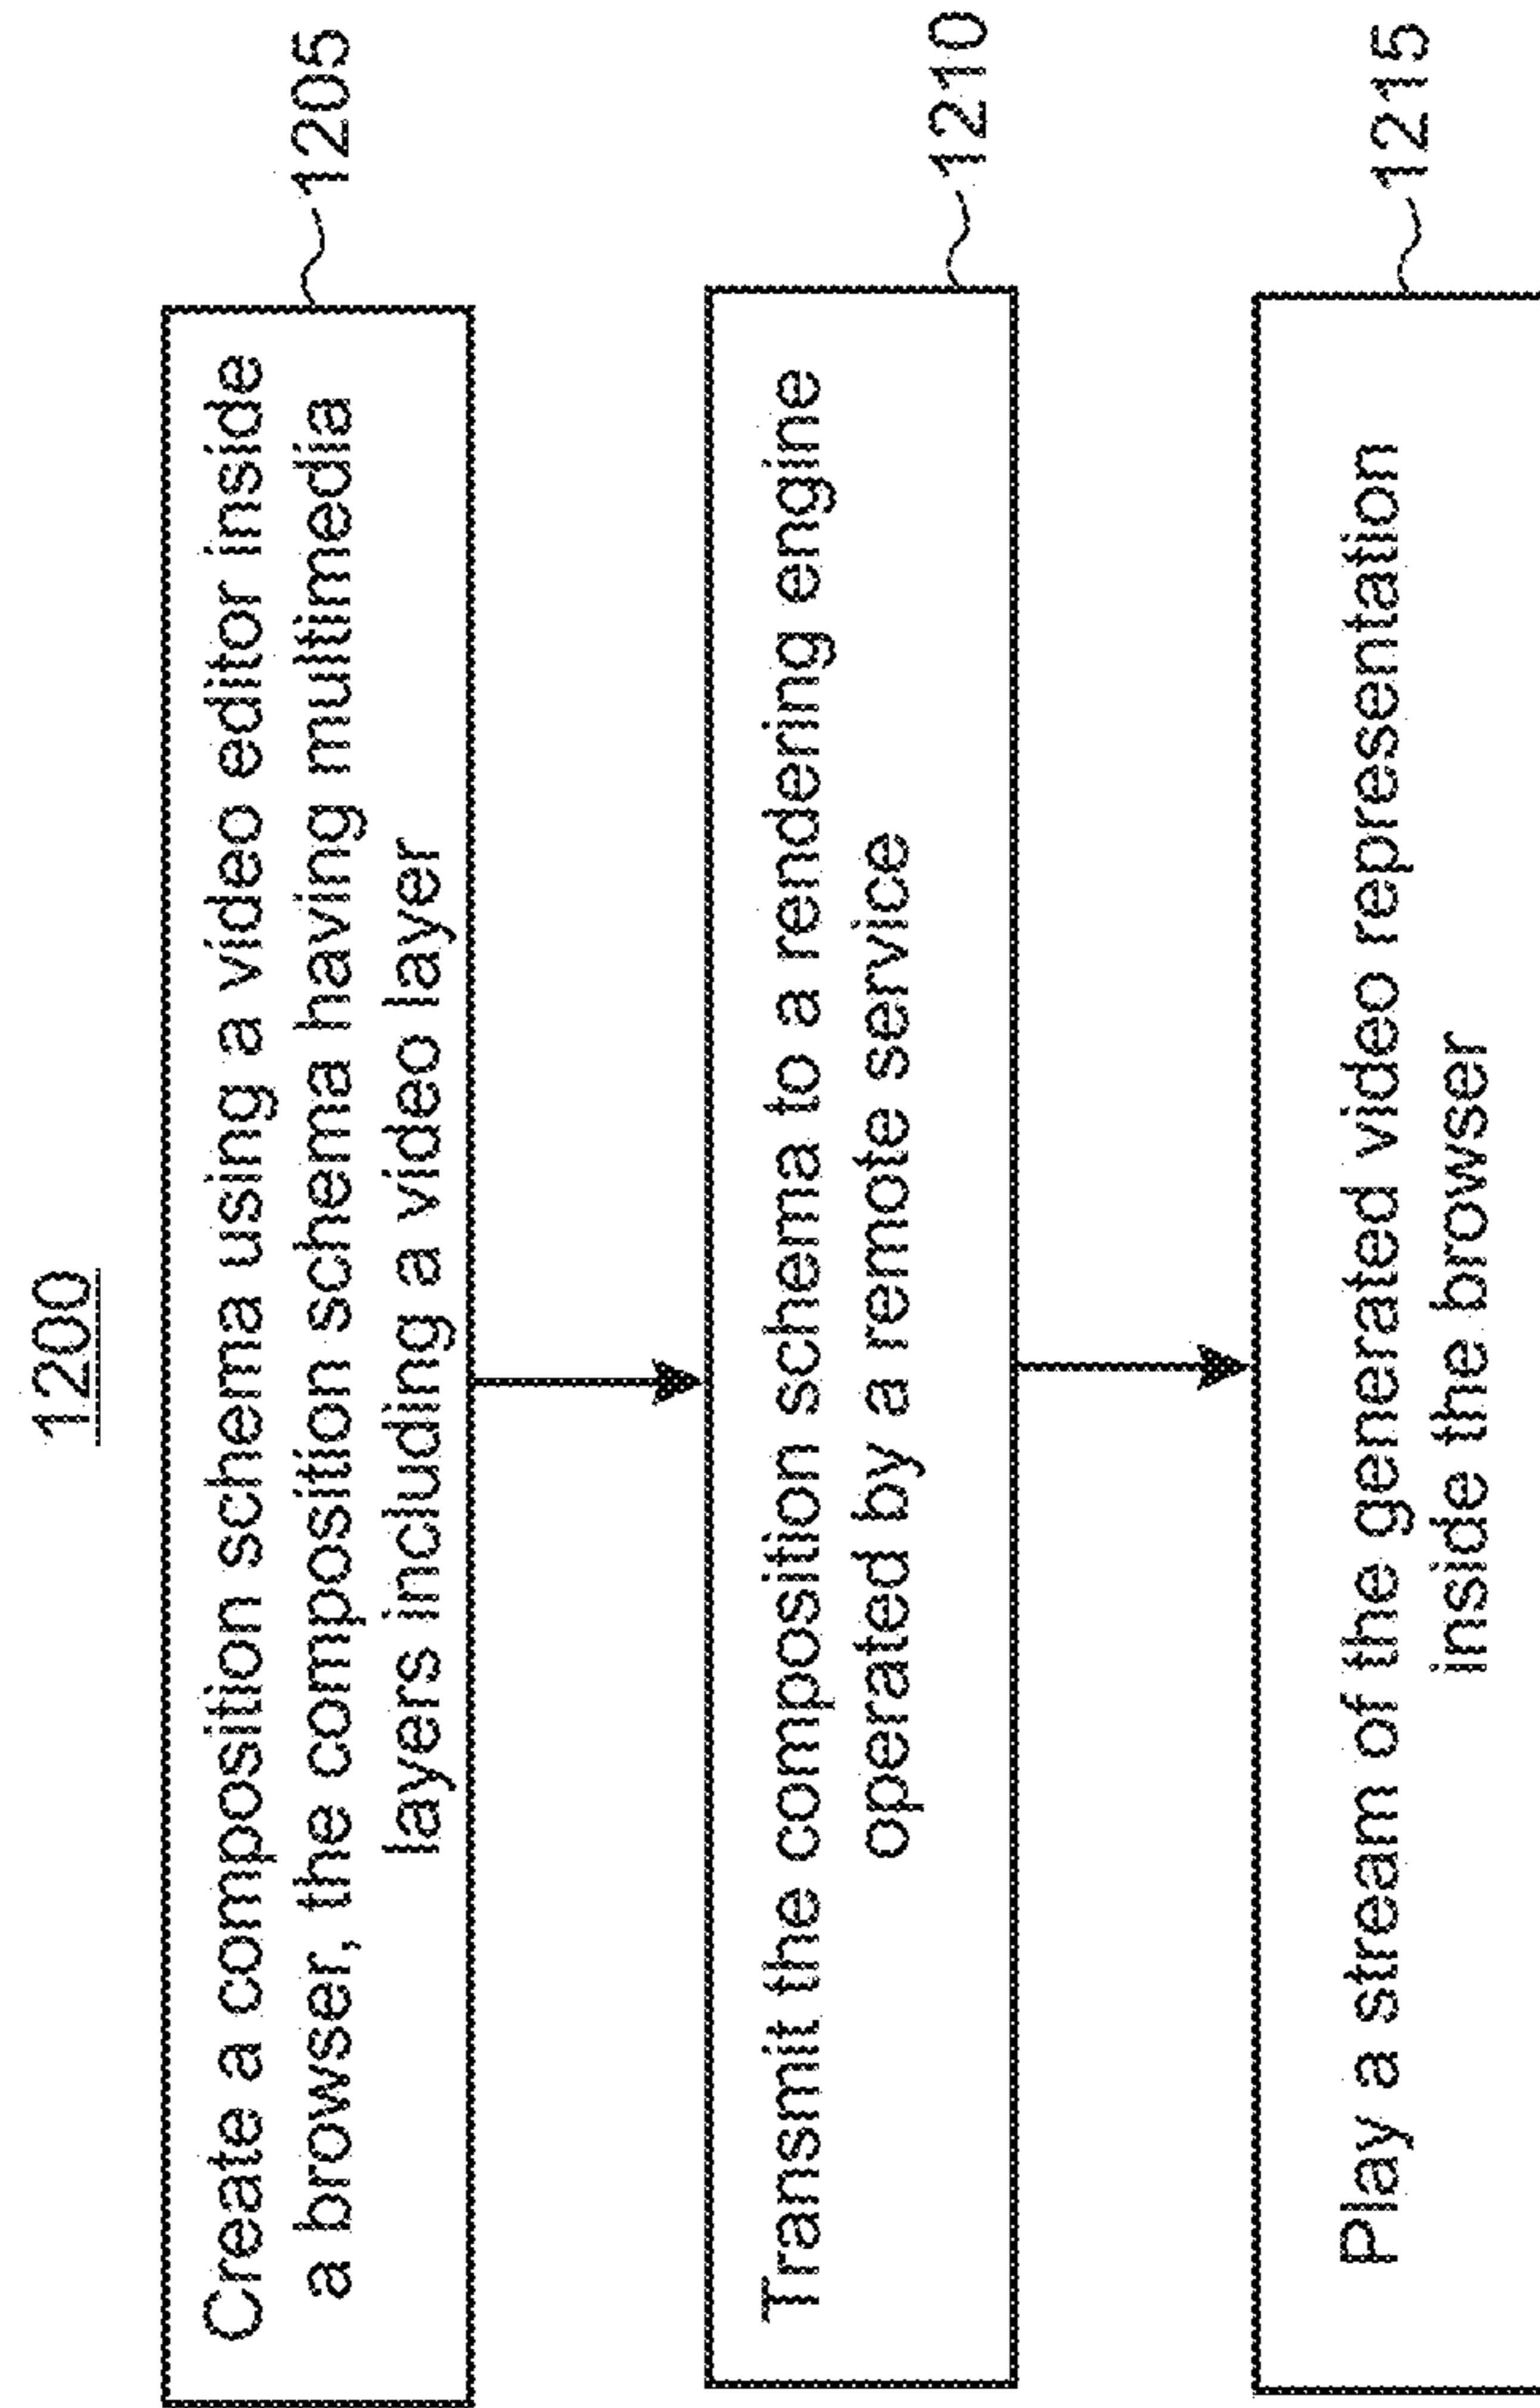 1200
Create a composition schema using a video editor inside
a browser, the composition schema having multimedia
layers including a video layer
1205
Transmit the composition schema to a rendering engine
operated by a remote service
1210
Play a stream of the generated video representation
inside the browser
1215